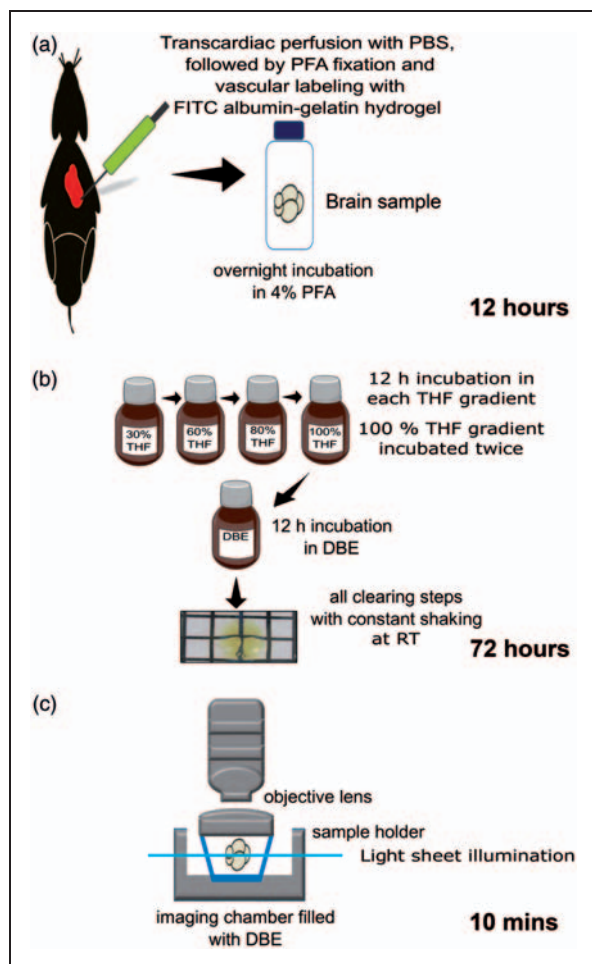 (a)
Transcardiac perfusion with PBS,
followed by PFA fixation and
vascular labeling with
FITC albumin-gelatin hydrogel
Brain sample
overnight incubation
in 4% PFA
12 hours
(b)
30%
THF
60%
THF
80%
THF
100%
THF
12 h incubation in
each THF gradient
100 % THF gradient
incubated twice
DBE
12 h incubation
in DBE
all clearing steps
with constant shaking
at RT
72 hours
(c)
objective lens
sample holder
Light sheet illumination
imaging chamber filled
with DBE
10 mins